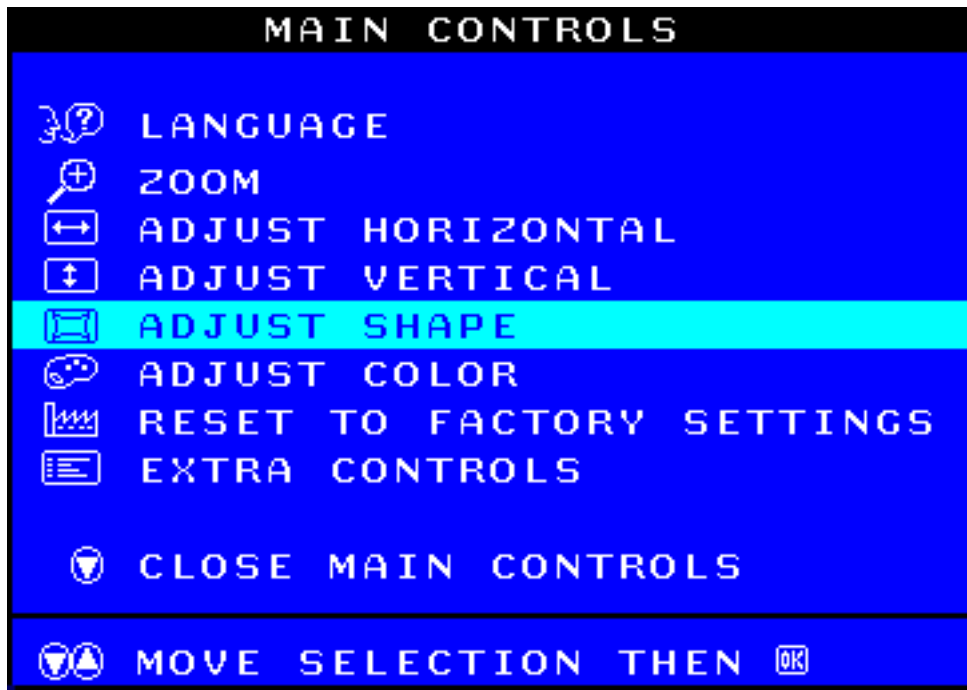 MAIN CONTROLS
LANGUAGE
ZOOM
ADJUST HORIZONTAL
ADJUST VERTICAL
ADJUST SHAPE
ADJUST COLOR
RESET TO FACTORY SETTINGS
EXTRA CONTROLS
CLOSE MAIN CONTROLS
MOVE SELECTION THEN OK